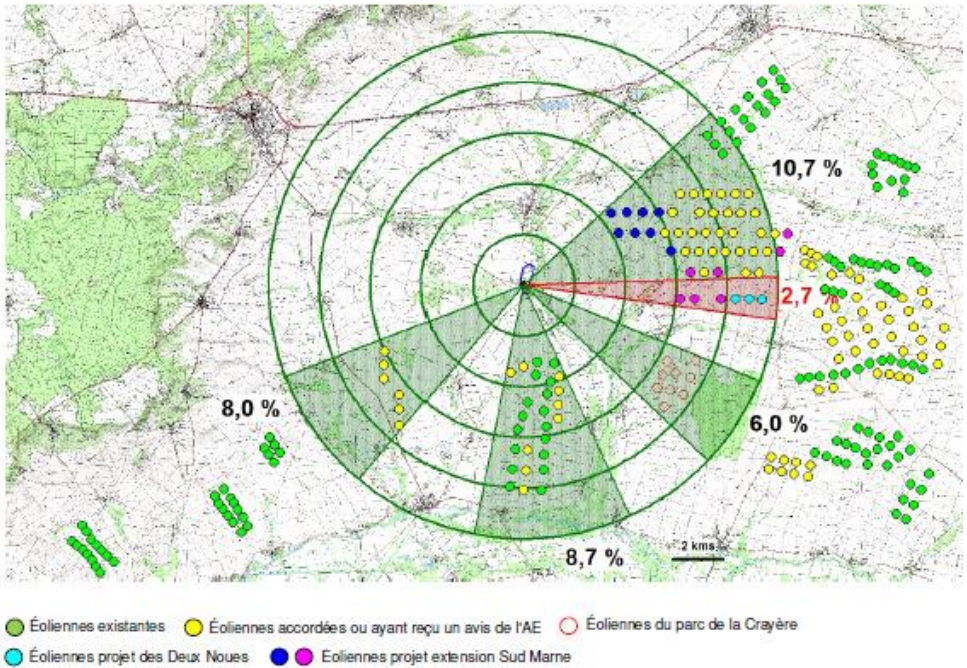 10,7 %
2,7 %
8,0 %
6,0 %
8,7 %
2 kms
Éoliennes existantes
Éoliennes accordées ou ayant reçu un avis de l'AE
Éoliennes du parc de la Crayère
Éoliennes projet des Deux Noues
Éoliennes projet extension Sud Marne